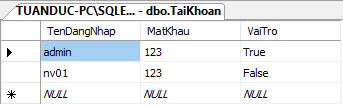 TUANDUC-PC\SQLE... - dbo.TaiKhoan
TenDangNhap MatKhau VaiTro
admin 123 True
nv01 123 False
NULL NULL NULL